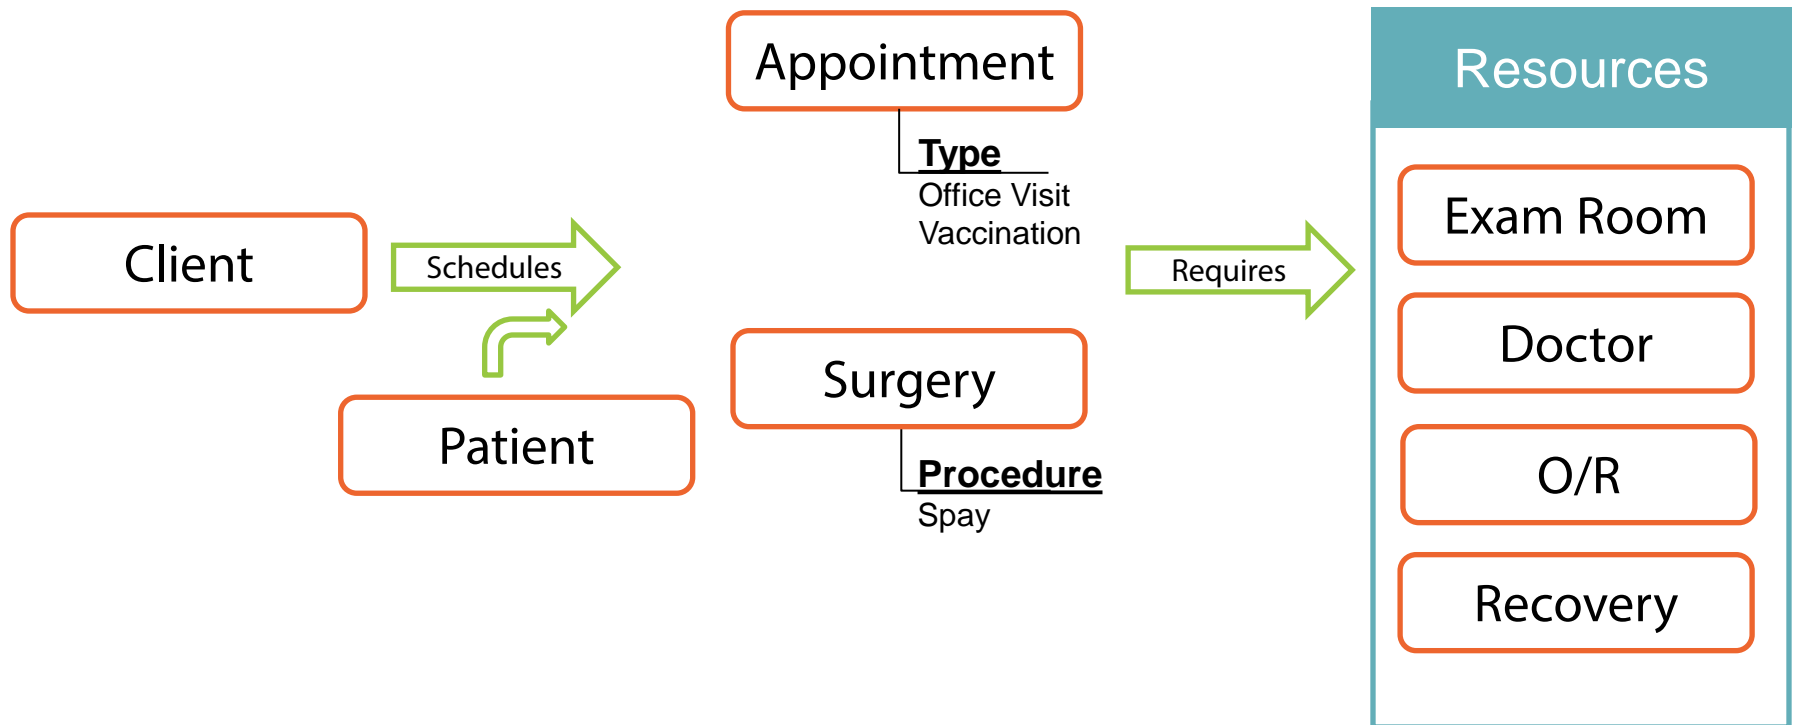 Client
Schedules
Patient
Appointment
Type
Office Visit
Vaccination
Surgery
Procedure
Spay
Requires
Resources
Exam Room
Doctor
O/R
Recovery